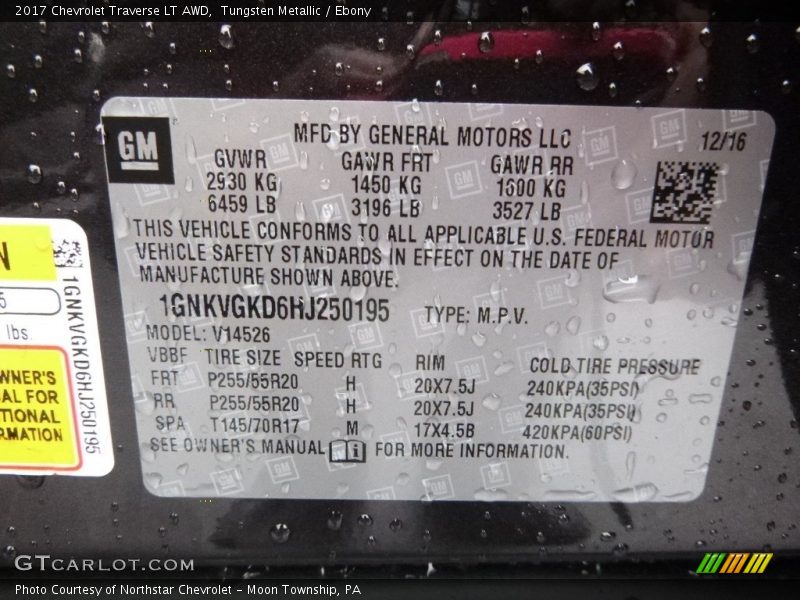 2017 Chevrolet Traverse LT AWD, Tungsten Metallic / Ebony
GM
MFD BY GENERAL MOTORS LLC
12/16
GVWR GAWR FRT GAWR RR
2930 KG 1450 KG 1600 KG
6459 LB 3196 LB 3527 LB
THIS VEHICLE CONFORMS TO ALL APPLICABLE U.S. FEDERAL MOTOR
VEHICLE SAFETY STANDARDS IN EFFECT ON THE DATE OF
MANUFACTURE SHOWN ABOVE.
1GNKVGKD6HJ250195 TYPE: M.P.V.
MODEL: V14526
VBBF TIRE SIZE SPEED RTG RIM COLD TIRE PRESSURE
FRT P255/55R20 H 20X7.5J 240KPA(35PSI)
RR P255/55R20 H 20X7.5J 240KPA(35PSI)
SPA T145/70R17 M 17X4.5B 420KPA(60PSI)
SEE OWNER'S MANUAL FOR MORE INFORMATION.
lbs.
1GNKVGKD6HJ250195
GTCARLOT.COM
Photo Courtesy of Northstar Chevrolet - Moon Township, PA